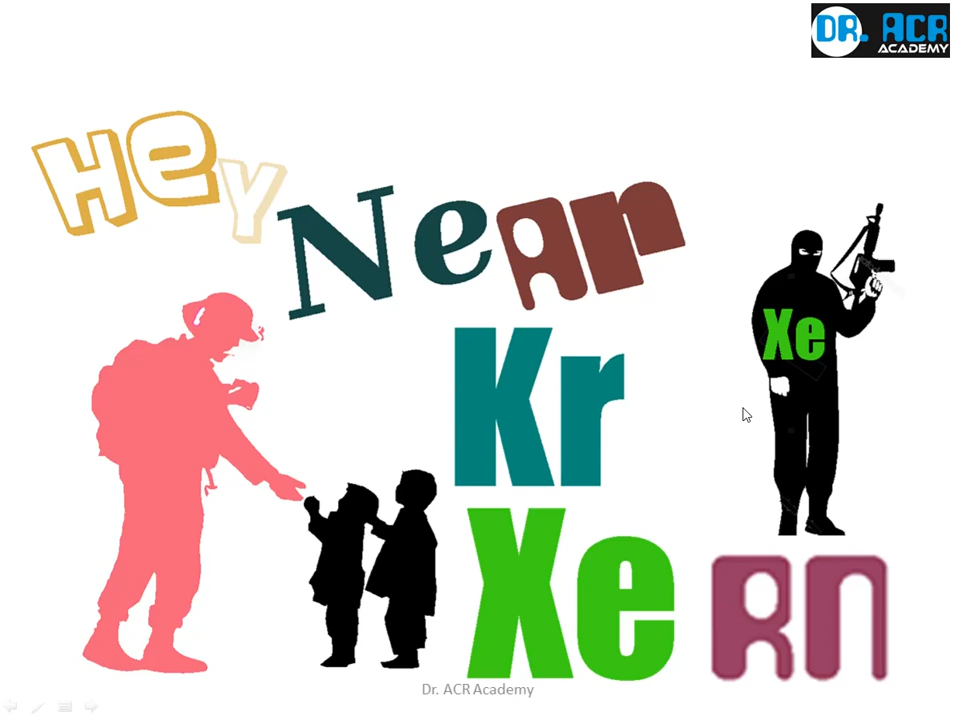 DR. ACR
ACADEMY
Hey
Near
Kr
Xe
Xe
Rn
Dr. ACR Academy